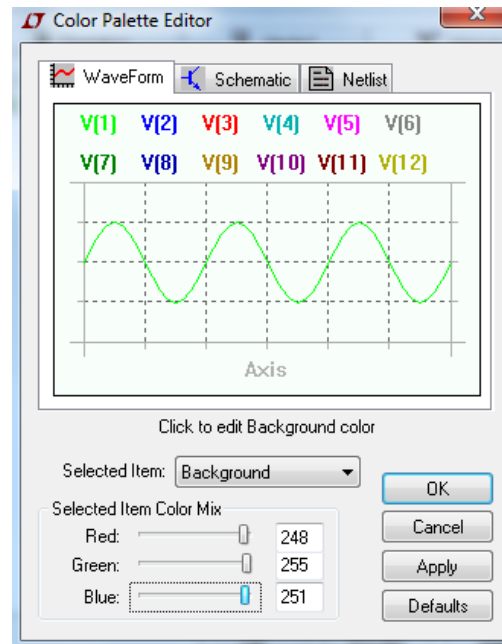 Color Palette Editor
WaveForm Schematic Netlist
V(1) V(2) V(3) V(4) V(5) V(6)
V(7) V(8) V(9) V(10) V(11) V(12)
Axis
Click to edit Background color
Selected Item: Background
OK
Selected Item Color Mix
Cancel
Red: 248
Green: 255
Apply
Blue: 251
Defaults